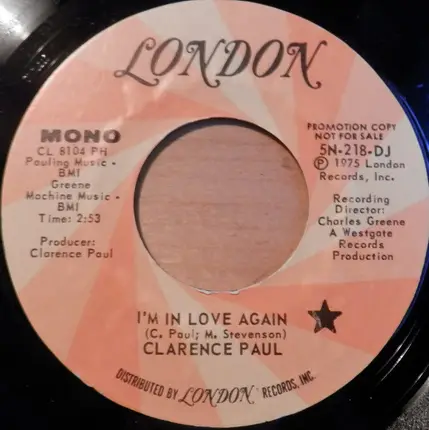 LONDON
MONO
CL 8104 PH
Pauling Music -
BMI
Greene
Machine Music -
BMI
Time: 2:53
Producer:
Clarence Paul
PROMOTION COPY
NOT FOR SALE
5N-218-DJ
Ⓟ 1975 London
Records, Inc.
Recording
Director:
Charles Greene
A Westgate
Records
Production
I'M IN LOVE AGAIN
(C. Paul; M. Stevenson)
CLARENCE PAUL
DISTRIBUTED BY LONDON RECORDS, INC.